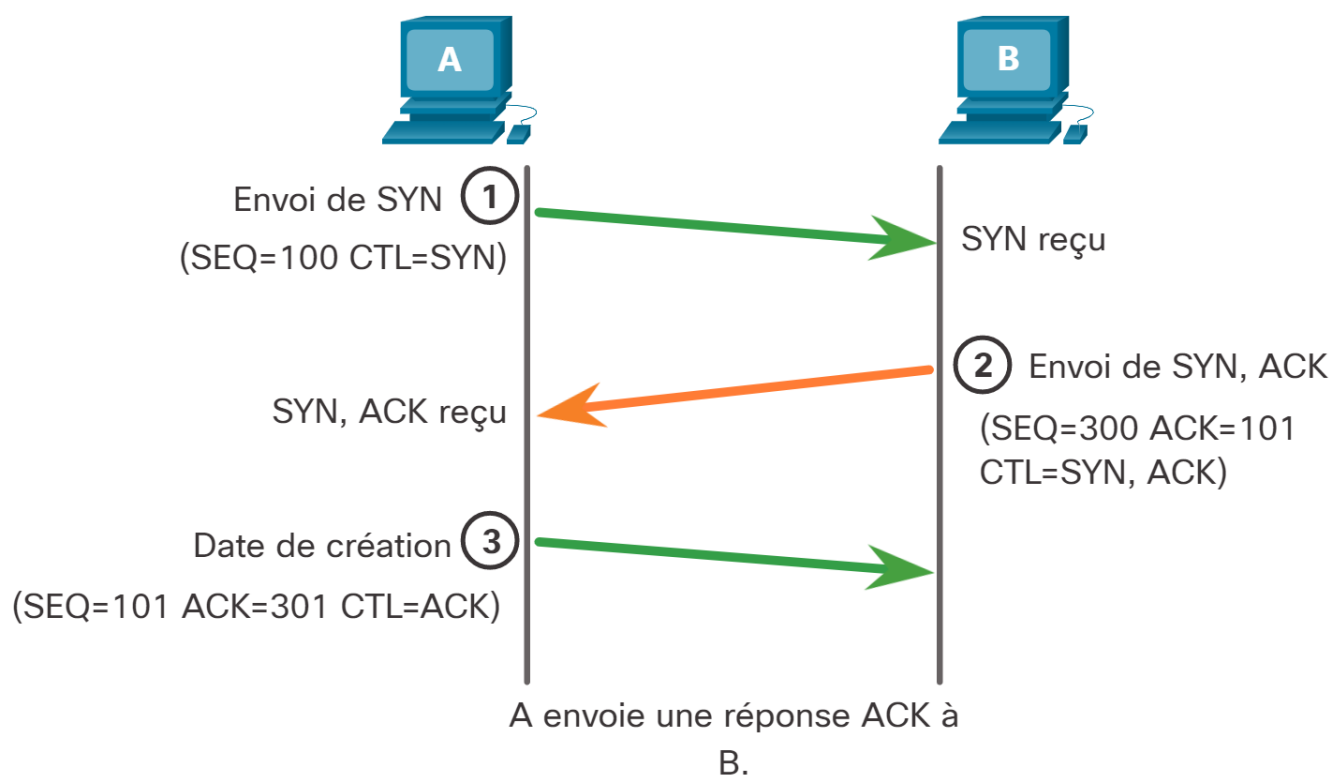 A
B
Envoi de SYN 1
(SEQ=100 CTL=SYN)
SYN reçu
2 Envoi de SYN, ACK
(SEQ=300 ACK=101
CTL=SYN, ACK)
SYN, ACK reçu
Date de création 3
(SEQ=101 ACK=301 CTL=ACK)
A envoie une réponse ACK à
B.